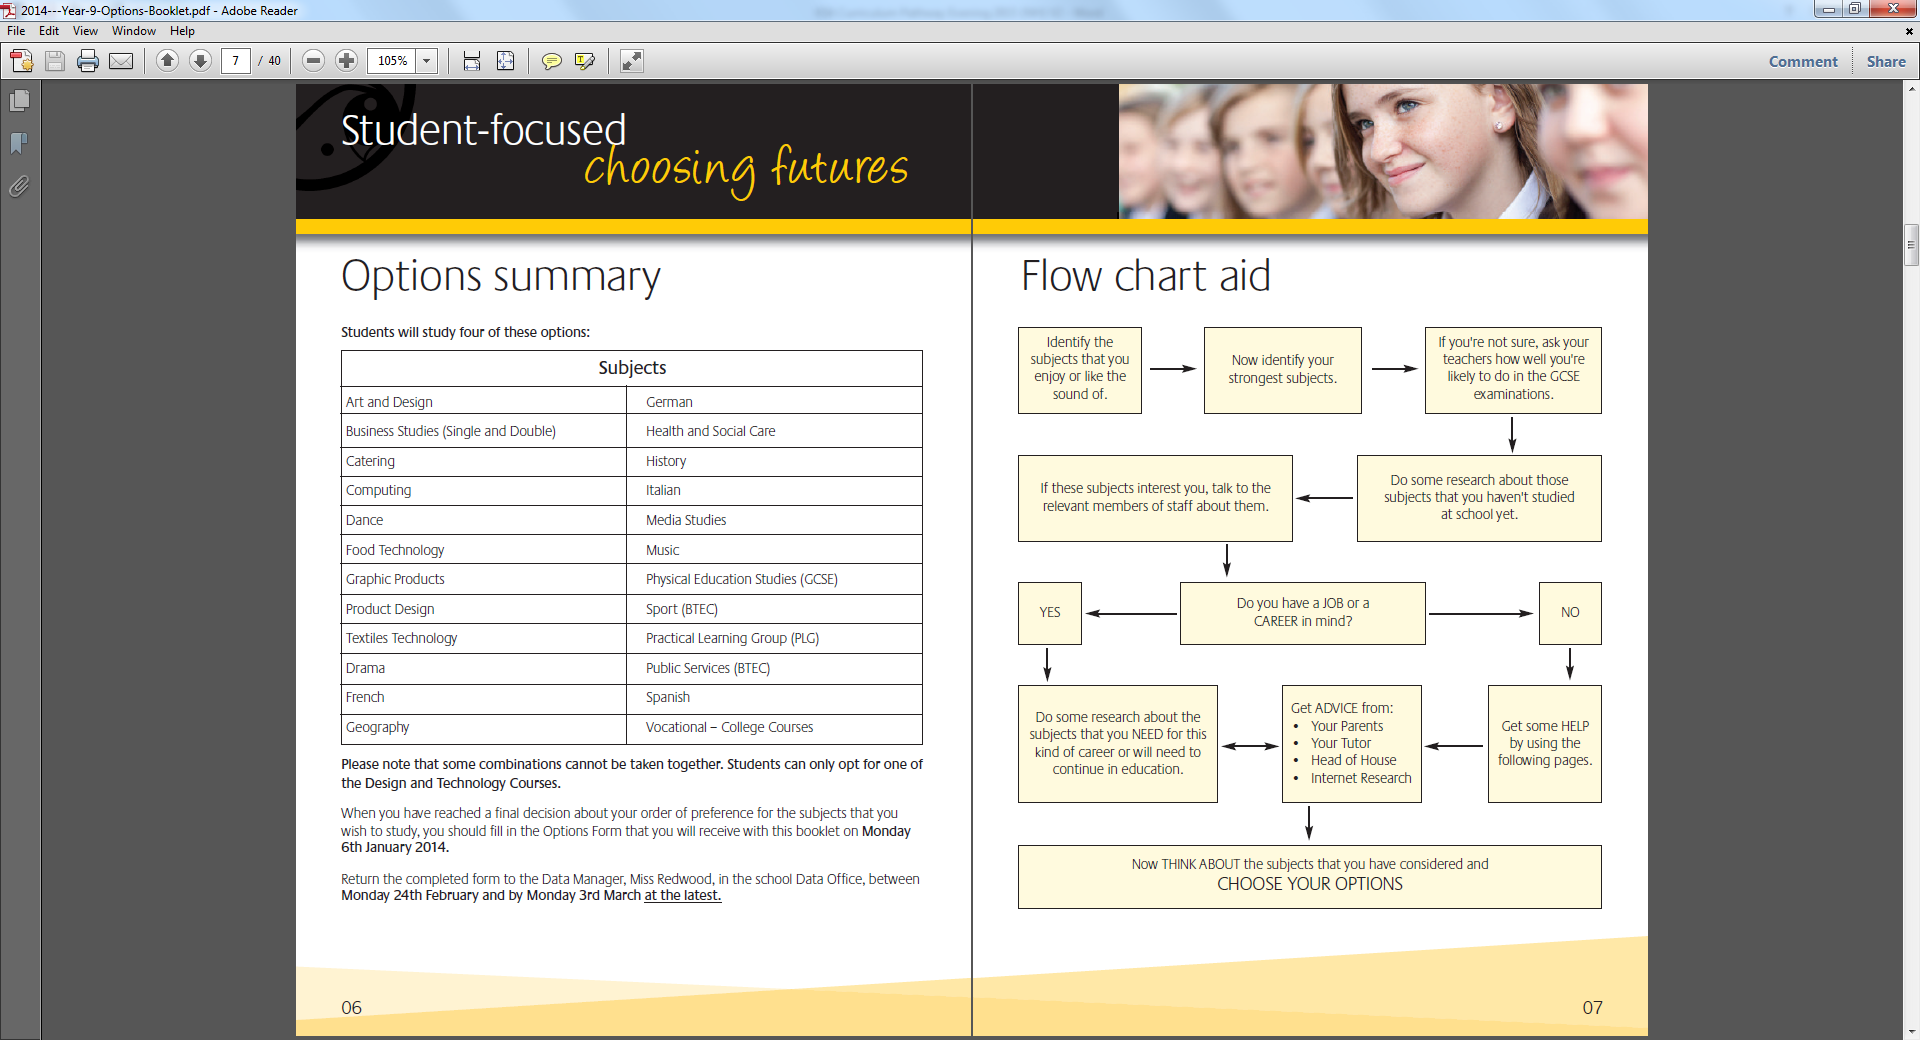 2014---Year-9-Options-Booklet.pdf - Adobe Reader
File Edit View Window Help
7 / 40 105% Comment Share
Student-focused
choosing futures
Options summary
Students will study four of these options:
Subjects
Art and Design German
Business Studies (Single and Double) Health and Social Care
Catering History
Computing Italian
Dance Media Studies
Food Technology Music
Graphic Products Physical Education Studies (GCSE)
Product Design Sport (BTEC)
Textiles Technology Practical Learning Group (PLG)
Drama Public Services (BTEC)
French Spanish
Geography Vocational – College Courses
Please note that some combinations cannot be taken together. Students can only opt for one of
the Design and Technology Courses.
When you have reached a final decision about your order of preference for the subjects that you
wish to study, you should fill in the Options Form that you will receive with this booklet on Monday
6th January 2014.
Return the completed form to the Data Manager, Miss Redwood, in the school Data Office, between
Monday 24th February and by Monday 3rd March at the latest.
06
Flow chart aid
Identify the
subjects that you
enjoy or like the
sound of.
Now identify your
strongest subjects.
If you're not sure, ask your
teachers how well you're
likely to do in the GCSE
examinations.
Do some research about those
subjects that you haven't studied
at school yet.
If these subjects interest you, talk to the
relevant members of staff about them.
Do you have a JOB or a
CAREER in mind?
YES
NO
Do some research about the
subjects that you NEED for this
kind of career or will need to
continue in education.
Get ADVICE from:
• Your Parents
• Your Tutor
• Head of House
• Internet Research
Get some HELP
by using the
following pages.
Now THINK ABOUT the subjects that you have considered and
CHOOSE YOUR OPTIONS
07